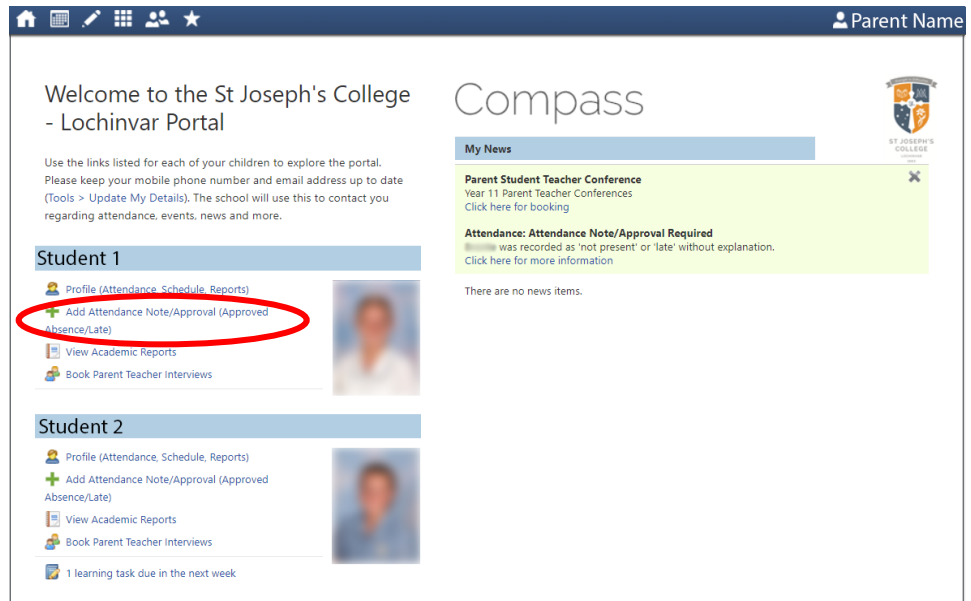 Parent Name
Welcome to the St Joseph's College
- Lochinvar Portal
Use the links listed for each of your children to explore the portal.
Please keep your mobile phone number and email address up to date
(Tools > Update My Details). The school will use this to contact you
regarding attendance, events, news and more.
Student 1
Profile (Attendance, Schedule, Reports)
Add Attendance Note/Approval (Approved
Absence/Late)
View Academic Reports
Book Parent Teacher Interviews
Student 2
Profile (Attendance, Schedule, Reports)
Add Attendance Note/Approval (Approved
Absence/Late)
View Academic Reports
Book Parent Teacher Interviews
1 learning task due in the next week
Compass
ST JOSEPH'S
COLLEGE
My News
Parent Student Teacher Conference
Year 11 Parent Teacher Conferences
Click here for booking
Attendance: Attendance Note/Approval Required
was recorded as 'not present' or 'late' without explanation.
Click here for more information
There are no news items.